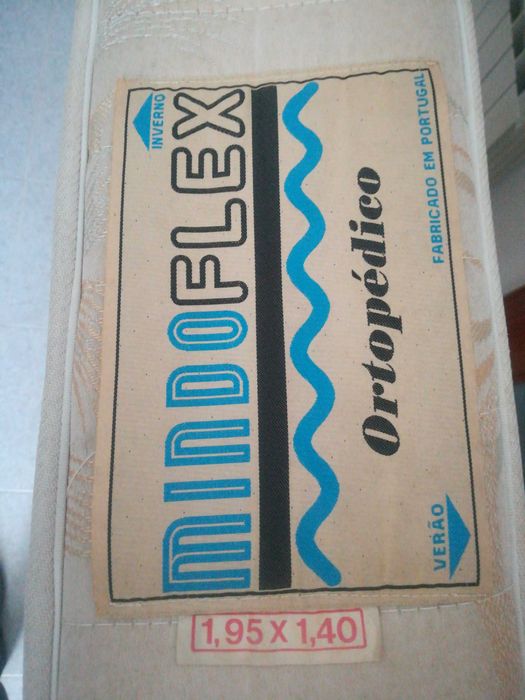 INVERNO
MINDOFLEX
Ortopédico
FABRICADO EM PORTUGAL
VERÃO
1,95 X 1,40